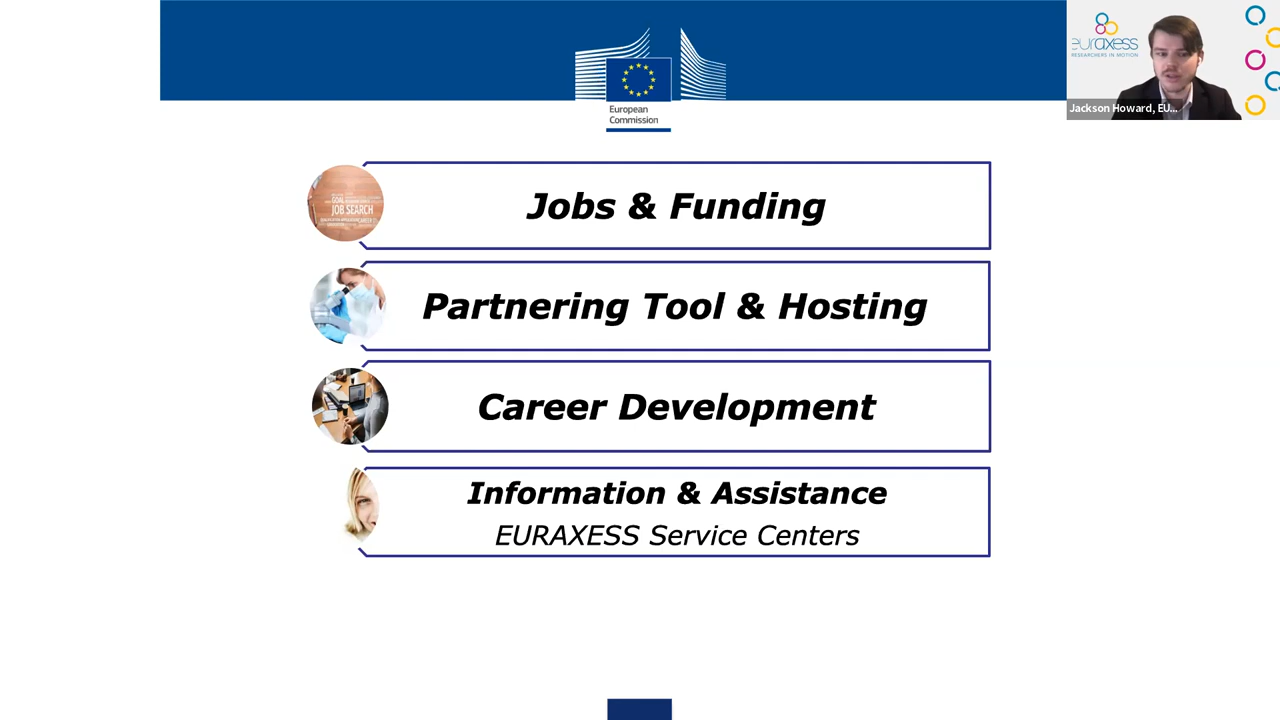 European
Commission
euraxess
RESEARCHERS IN MOTION
Jackson Howard, EU...
GOAL
JOB SEARCH
Jobs & Funding
Partnering Tool & Hosting
Career Development
Information & Assistance
EURAXESS Service Centers